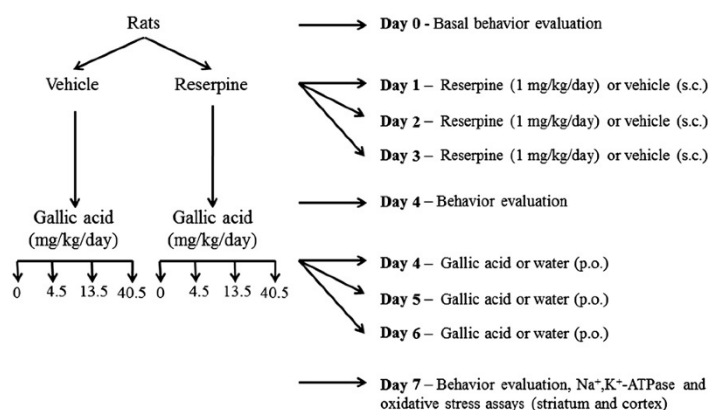 Rats
Vehicle
Reserpine
Gallic acid
(mg/kg/day)
0 4.5 13.5 40.5
Gallic acid
(mg/kg/day)
0 4.5 13.5 40.5
Day 0 - Basal behavior evaluation
Day 1 – Reserpine (1 mg/kg/day) or vehicle (s.c.)
Day 2 – Reserpine (1 mg/kg/day) or vehicle (s.c.)
Day 3 – Reserpine (1 mg/kg/day) or vehicle (s.c.)
Day 4 – Behavior evaluation
Day 4 – Gallic acid or water (p.o.)
Day 5 – Gallic acid or water (p.o.)
Day 6 – Gallic acid or water (p.o.)
Day 7 – Behavior evaluation, Na⁺,K⁺-ATPase and
oxidative stress assays (striatum and cortex)